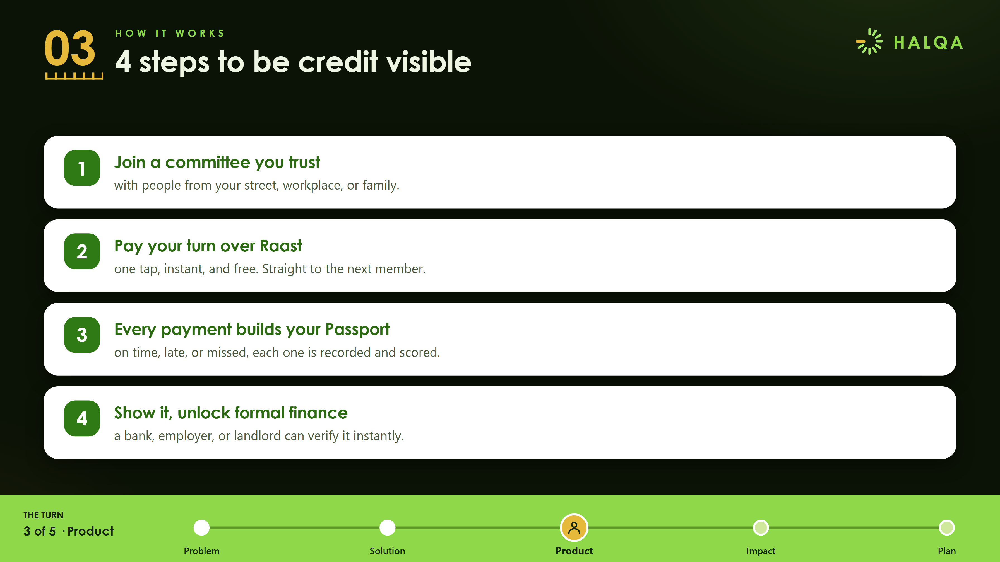 03
HOW IT WORKS
4 steps to be credit visible
HALQA
1
Join a committee you trust
with people from your street, workplace, or family.
2
Pay your turn over Raast
one tap, instant, and free. Straight to the next member.
3
Every payment builds your Passport
on time, late, or missed, each one is recorded and scored.
4
Show it, unlock formal finance
a bank, employer, or landlord can verify it instantly.
THE TURN
3 of 5 · Product
Problem
Solution
Product
Impact
Plan